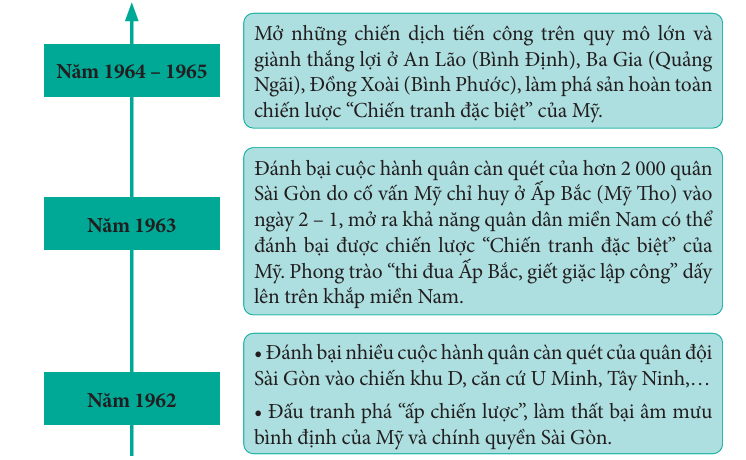 Năm 1964 – 1965
Mở những chiến dịch tiến công trên quy mô lớn và
giành thắng lợi ở An Lão (Bình Định), Ba Gia (Quảng
Ngãi), Đồng Xoài (Bình Phước), làm phá sản hoàn toàn
chiến lược “Chiến tranh đặc biệt” của Mỹ.
Năm 1963
Đánh bại cuộc hành quân càn quét của hơn 2 000 quân
Sài Gòn do cố vấn Mỹ chỉ huy ở Ấp Bắc (Mỹ Tho) vào
ngày 2 – 1, mở ra khả năng quân dân miền Nam có thể
đánh bại được chiến lược “Chiến tranh đặc biệt” của
Mỹ. Phong trào “thi đua Ấp Bắc, giết giặc lập công” dấy
lên trên khắp miền Nam.
Năm 1962
• Đánh bại nhiều cuộc hành quân càn quét của quân đội
Sài Gòn vào chiến khu D, căn cứ U Minh, Tây Ninh,…
• Đấu tranh phá “ấp chiến lược”, làm thất bại âm mưu
bình định của Mỹ và chính quyền Sài Gòn.